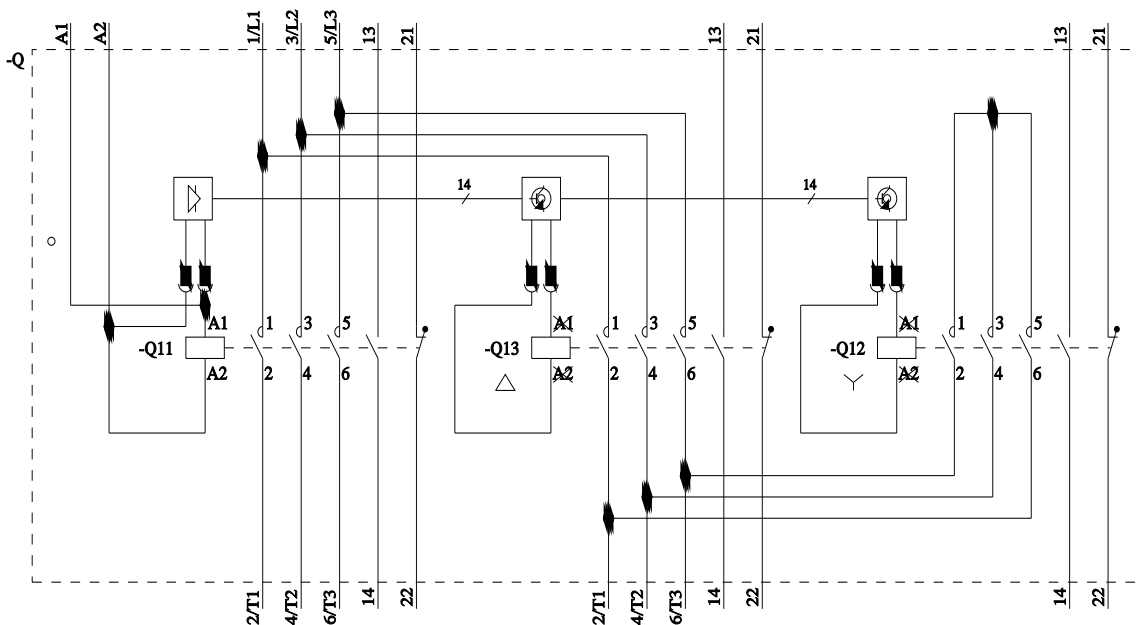 A1 A2 1/L1 3/L2 5/L3 13 21 13 21 13 21
-Q
14 14
A1 1 3 5 A1 1 3 5 A1 1 3 5
-Q11 -Q13 -Q12
A2 2 4 6 A2 2 4 6 A2 2 4 6
2/T1 4/T2 6/T3 14 22 2/T1 4/T2 6/T3 14 22 14 22